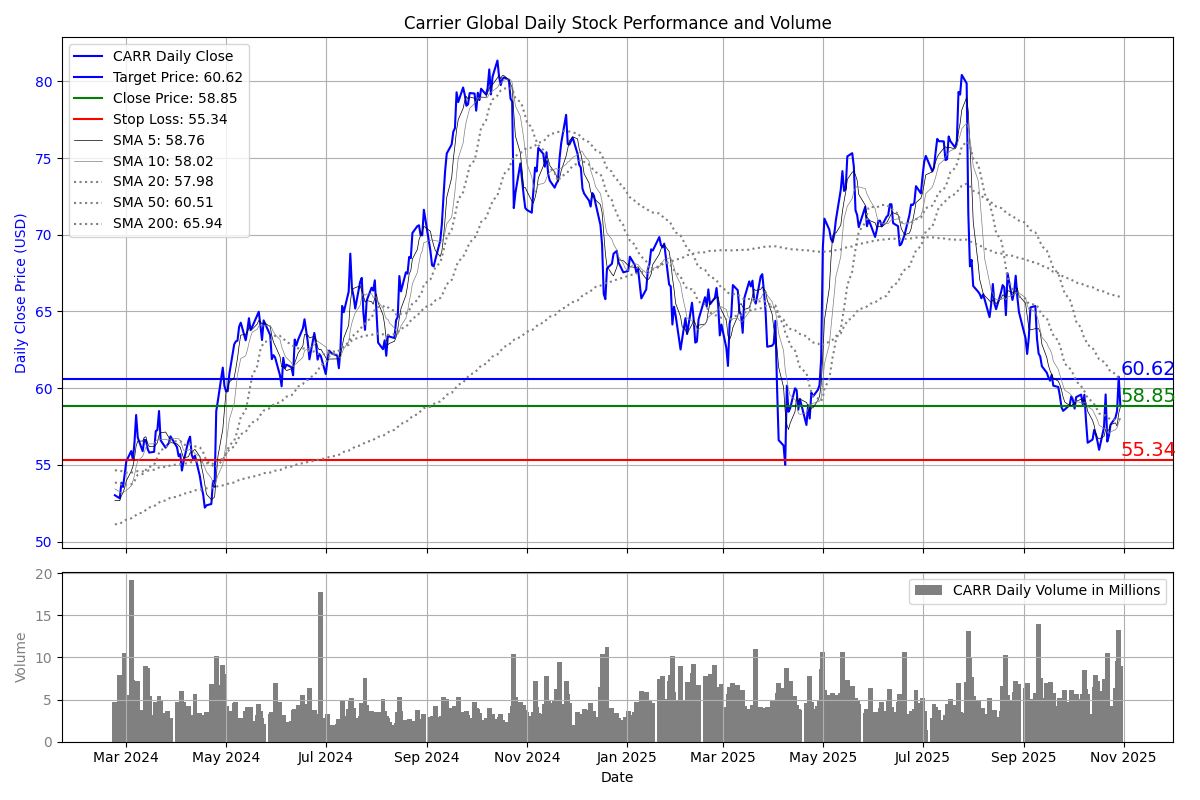 Carrier Global Daily Stock Performance and Volume
CARR Daily Close
Target Price: 60.62
Close Price: 58.85
Stop Loss: 55.34
SMA 5: 58.76
SMA 10: 58.02
SMA 20: 57.98
SMA 50: 60.51
SMA 200: 65.94
Daily Close Price (USD)
80
75
70
65
60
55
50
60.62
58.85
55.34
CARR Daily Volume in Millions
Volume
20
15
10
5
0
Mar 2024 May 2024 Jul 2024 Sep 2024 Nov 2024 Jan 2025 Mar 2025 May 2025 Jul 2025 Sep 2025 Nov 2025
Date